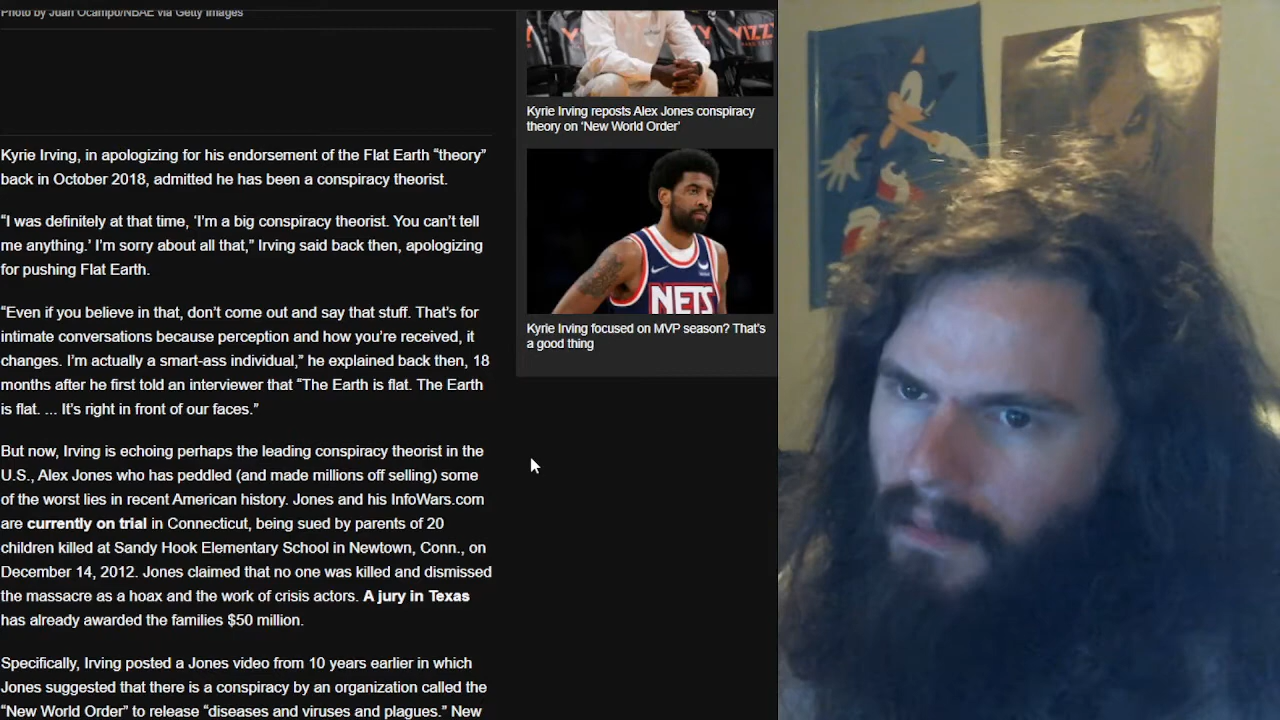 Photo by Juan Ocampo/NBAE via Getty Images
Kyrie Irving, in apologizing for his endorsement of the Flat Earth “theory”
back in October 2018, admitted he has been a conspiracy theorist.
“I was definitely at that time, ‘I’m a big conspiracy theorist. You can’t tell
me anything.’ I’m sorry about all that,” Irving said back then, apologizing
for pushing Flat Earth.
“Even if you believe in that, don’t come out and say that stuff. That’s for
intimate conversations because perception and how you’re received, it
changes. I’m actually a smart-ass individual,” he explained back then, 18
months after he first told an interviewer that “The Earth is flat. The Earth
is flat. ... It’s right in front of our faces.”
But now, Irving is echoing perhaps the leading conspiracy theorist in the
U.S., Alex Jones who has peddled (and made millions off selling) some
of the worst lies in recent American history. Jones and his InfoWars.com
are currently on trial in Connecticut, being sued by parents of 20
children killed at Sandy Hook Elementary School in Newtown, Conn., on
December 14, 2012. Jones claimed that no one was killed and dismissed
the massacre as a hoax and the work of crisis actors. A jury in Texas
has already awarded the families $50 million.
Specifically, Irving posted a Jones video from 10 years earlier in which
Jones suggested that there is a conspiracy by an organization called the
“New World Order” to release “diseases and viruses and plagues.” New
YIZZY
Kyrie Irving reposts Alex Jones conspiracy
theory on ‘New World Order’
NETS
Kyrie Irving focused on MVP season? That’s
a good thing